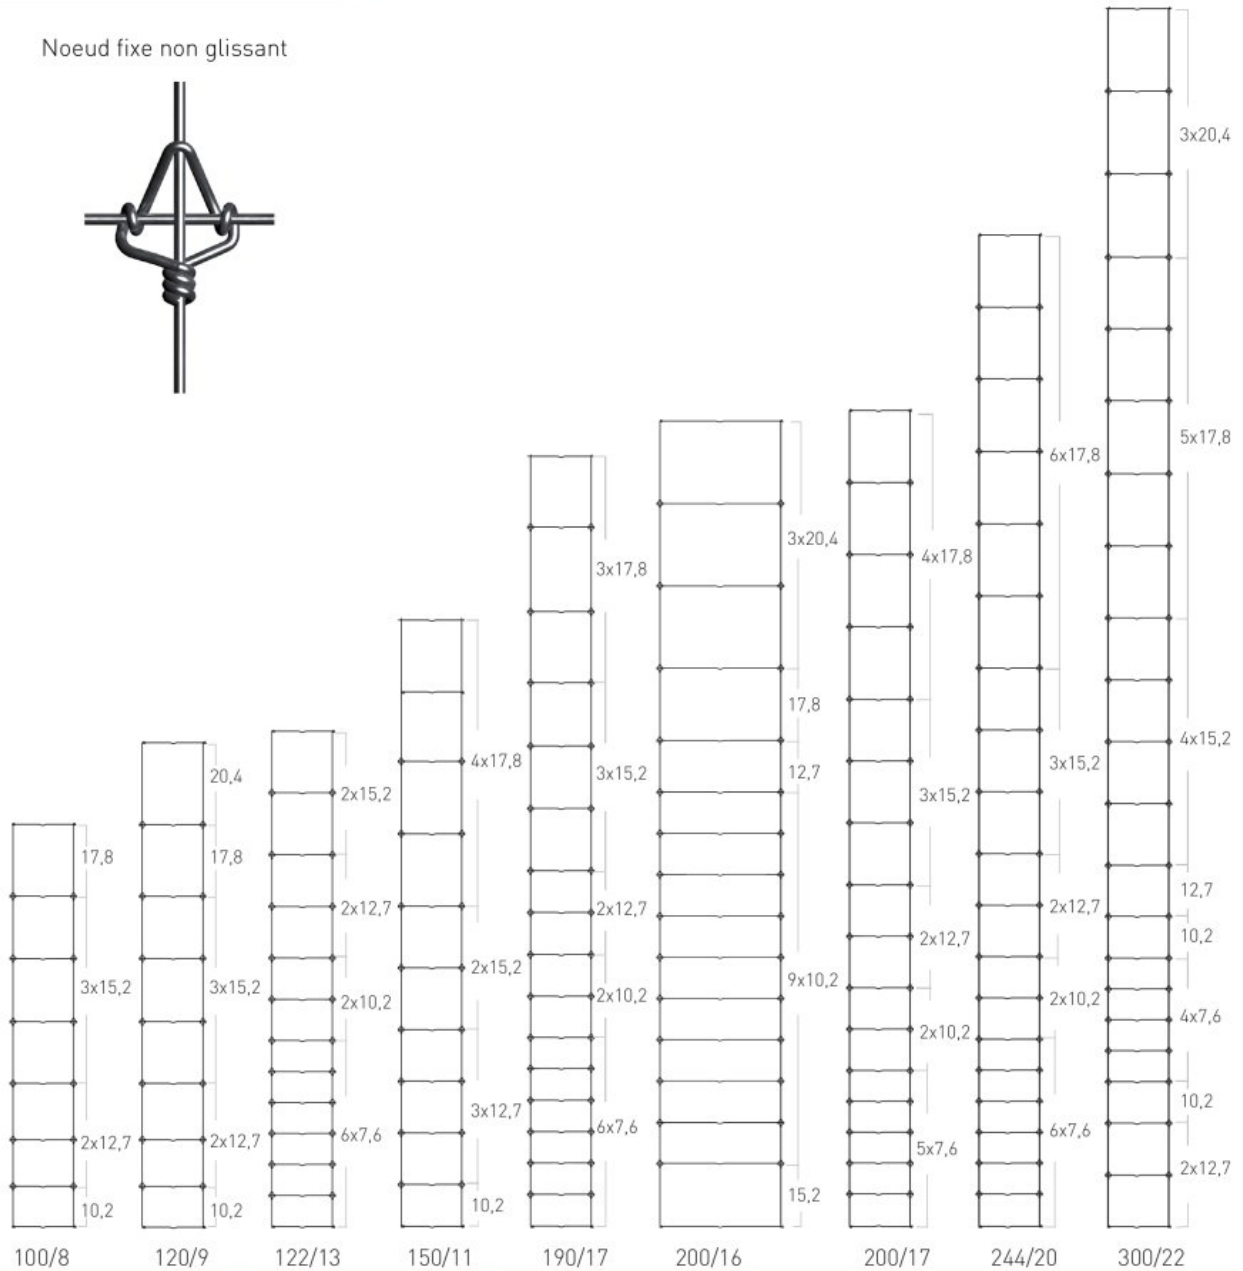 Noeud fixe non glissant
17,8
3x15,2
2x12,7
10,2
100/8
20,4
17,8
3x15,2
2x12,7
10,2
120/9
2x15,2
2x12,7
2x10,2
6x7,6
122/13
4x17,8
2x15,2
3x12,7
10,2
150/11
3x17,8
3x15,2
2x12,7
2x10,2
6x7,6
190/17
3x20,4
17,8
12,7
9x10,2
15,2
200/16
4x17,8
3x15,2
2x12,7
2x10,2
5x7,6
200/17
6x17,8
3x15,2
2x12,7
2x10,2
6x7,6
244/20
3x20,4
5x17,8
4x15,2
12,7
10,2
4x7,6
10,2
2x12,7
300/22